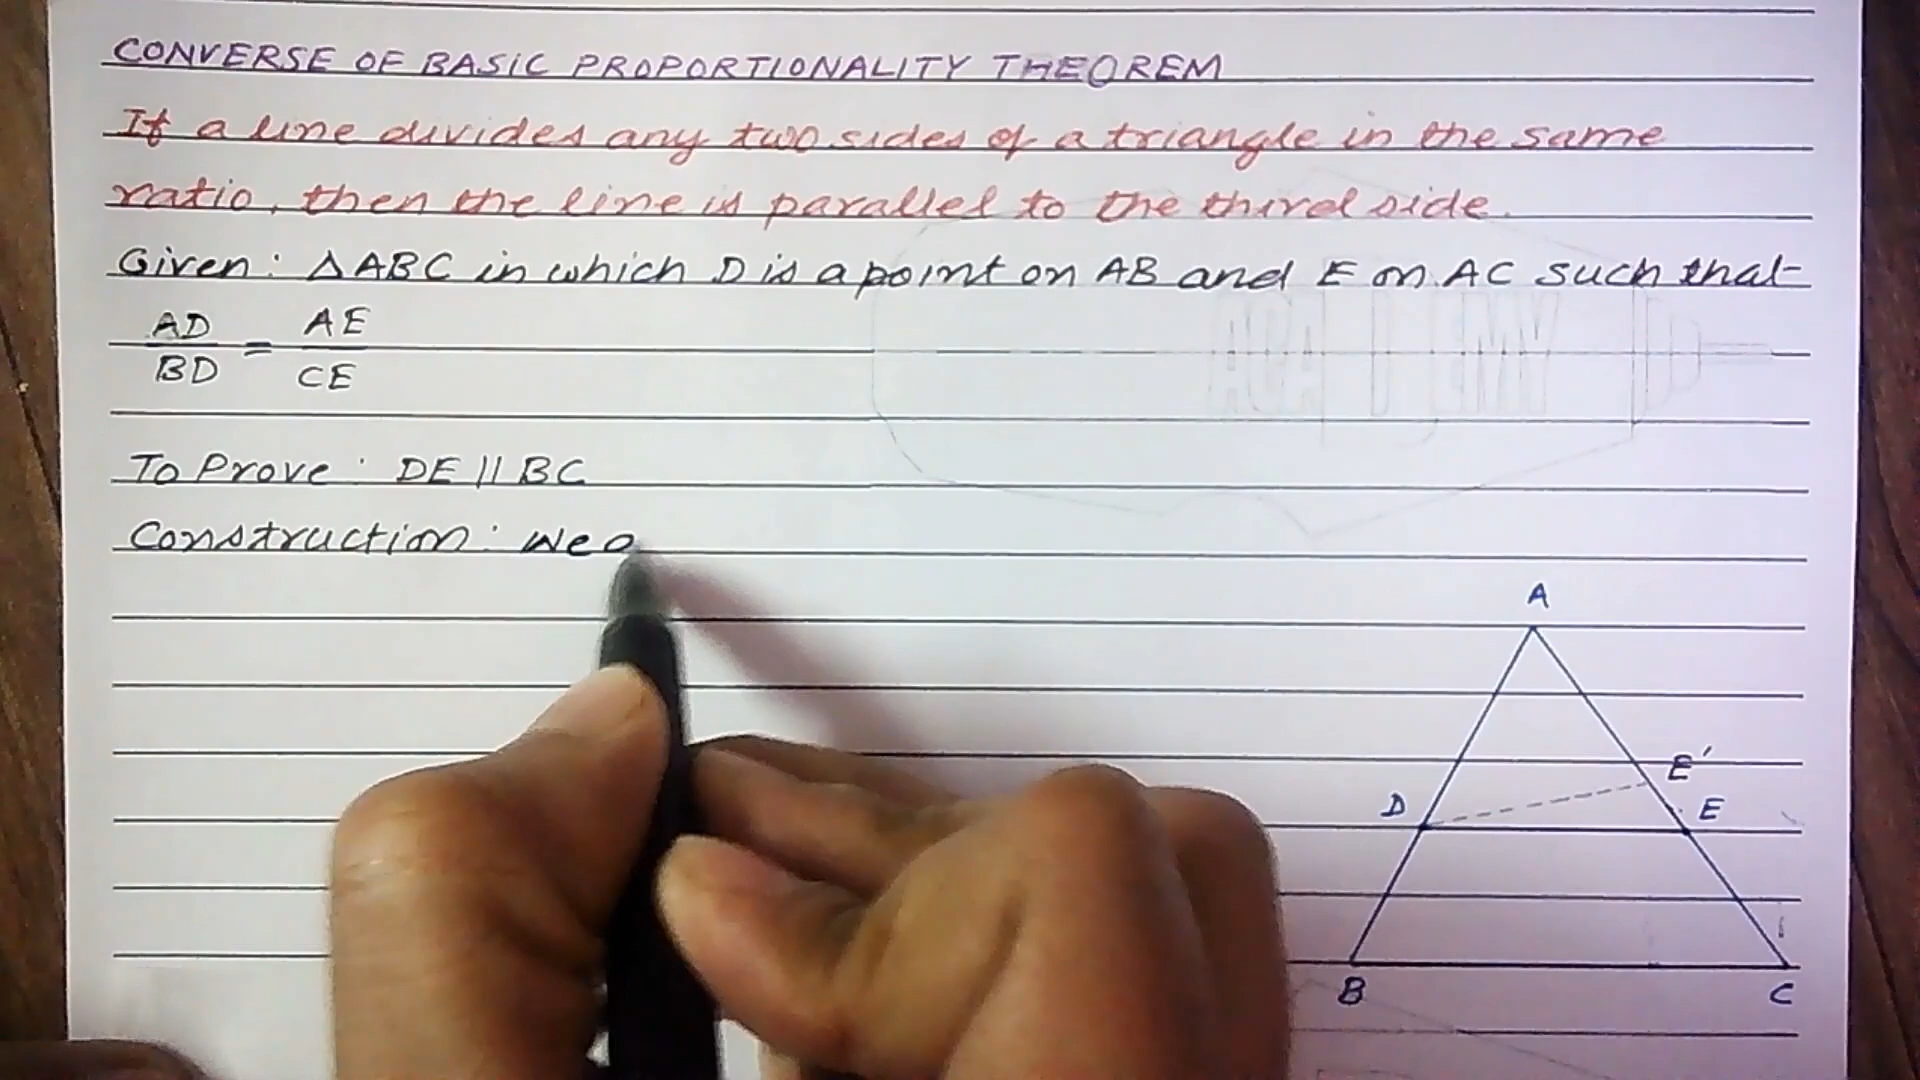 CONVERSE OF BASIC PROPORTIONALITY THEOREM
If a line divides any two sides of a triangle in the same
ratio, then the line is parallel to the third side.
Given: △ABC in which D is a point on AB and E on AC such that
AD/BD = AE/CE
To Prove: DE || BC
Construction: We
A
E'
D E
B C
ACADEMY